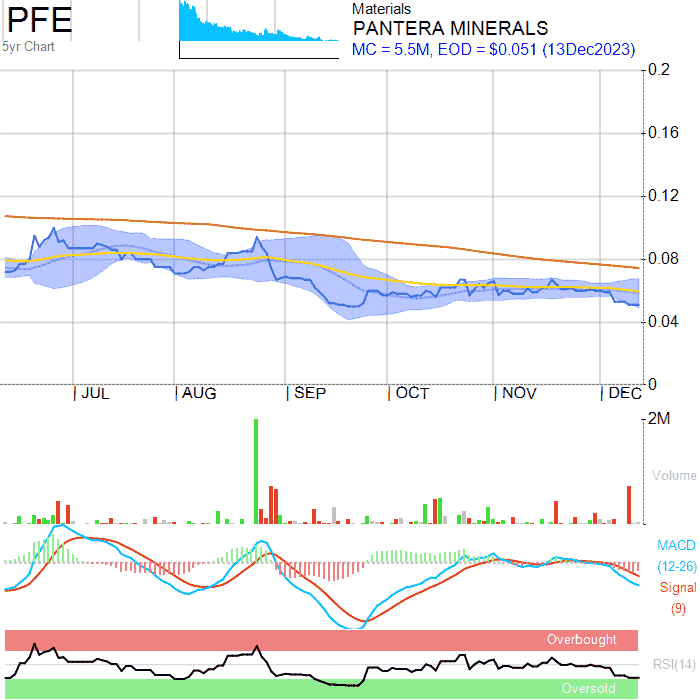 PFE
5yr Chart
Materials
PANTERA MINERALS
MC = 5.5M, EOD = $0.051 (13Dec2023)
0.2
0.16
0.12
0.08
0.04
0
JUL
AUG
SEP
OCT
NOV
DEC
2M
Volume
MACD
(12-26)
Signal
(9)
Overbought
RSI(14)
Oversold